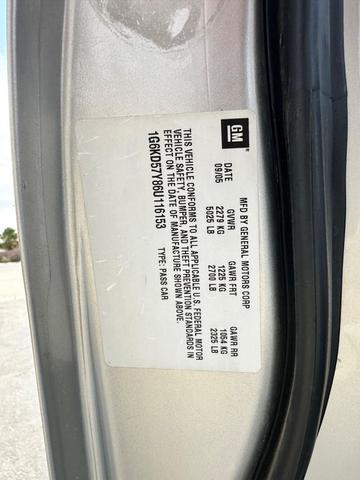 GM
MFD BY GENERAL MOTORS CORP
DATE GVWR GAWR FRT GAWR RR
09/05 2279 KG 1225 KG 1054 KG
5025 LB 2700 LB 2325 LB
THIS VEHICLE CONFORMS TO ALL APPLICABLE U.S. FEDERAL MOTOR
VEHICLE SAFETY, BUMPER, AND THEFT PREVENTION STANDARDS IN
EFFECT ON THE DATE OF MANUFACTURE SHOWN ABOVE.
1G6KD57Y86U116153 TYPE: PASS CAR